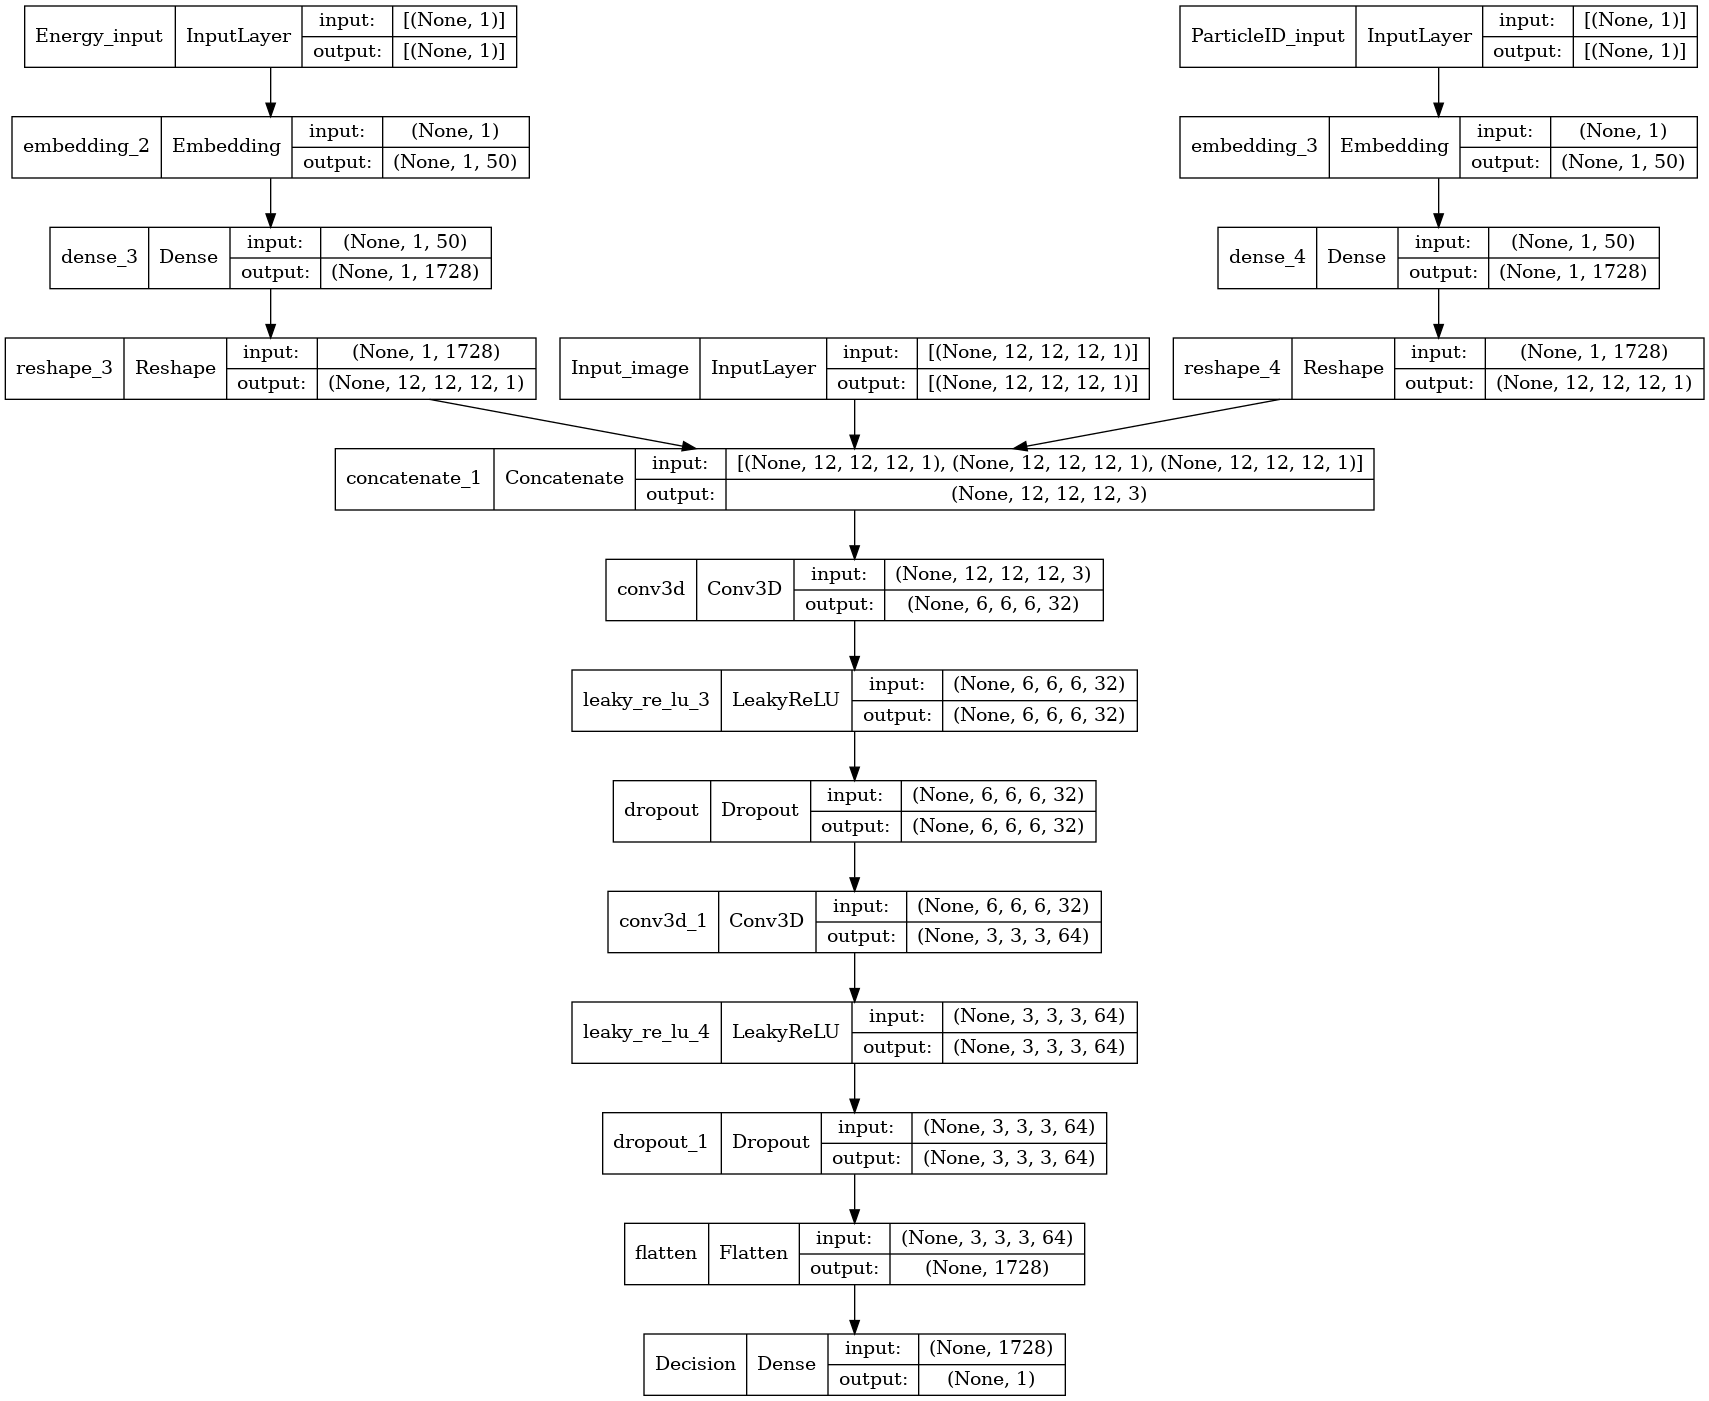 Energy_input InputLayer input: [(None, 1)]
output: [(None, 1)]
ParticleID_input InputLayer input: [(None, 1)]
output: [(None, 1)]
embedding_2 Embedding input: (None, 1)
output: (None, 1, 50)
embedding_3 Embedding input: (None, 1)
output: (None, 1, 50)
dense_3 Dense input: (None, 1, 50)
output: (None, 1, 1728)
dense_4 Dense input: (None, 1, 50)
output: (None, 1, 1728)
reshape_3 Reshape input: (None, 1, 1728)
output: (None, 12, 12, 12, 1)
Input_image InputLayer input: [(None, 12, 12, 12, 1)]
output: [(None, 12, 12, 12, 1)]
reshape_4 Reshape input: (None, 1, 1728)
output: (None, 12, 12, 12, 1)
concatenate_1 Concatenate input: [(None, 12, 12, 12, 1), (None, 12, 12, 12, 1), (None, 12, 12, 12, 1)]
output: (None, 12, 12, 12, 3)
conv3d Conv3D input: (None, 12, 12, 12, 3)
output: (None, 6, 6, 6, 32)
leaky_re_lu_3 LeakyReLU input: (None, 6, 6, 6, 32)
output: (None, 6, 6, 6, 32)
dropout Dropout input: (None, 6, 6, 6, 32)
output: (None, 6, 6, 6, 32)
conv3d_1 Conv3D input: (None, 6, 6, 6, 32)
output: (None, 3, 3, 3, 64)
leaky_re_lu_4 LeakyReLU input: (None, 3, 3, 3, 64)
output: (None, 3, 3, 3, 64)
dropout_1 Dropout input: (None, 3, 3, 3, 64)
output: (None, 3, 3, 3, 64)
flatten Flatten input: (None, 3, 3, 3, 64)
output: (None, 1728)
Decision Dense input: (None, 1728)
output: (None, 1)